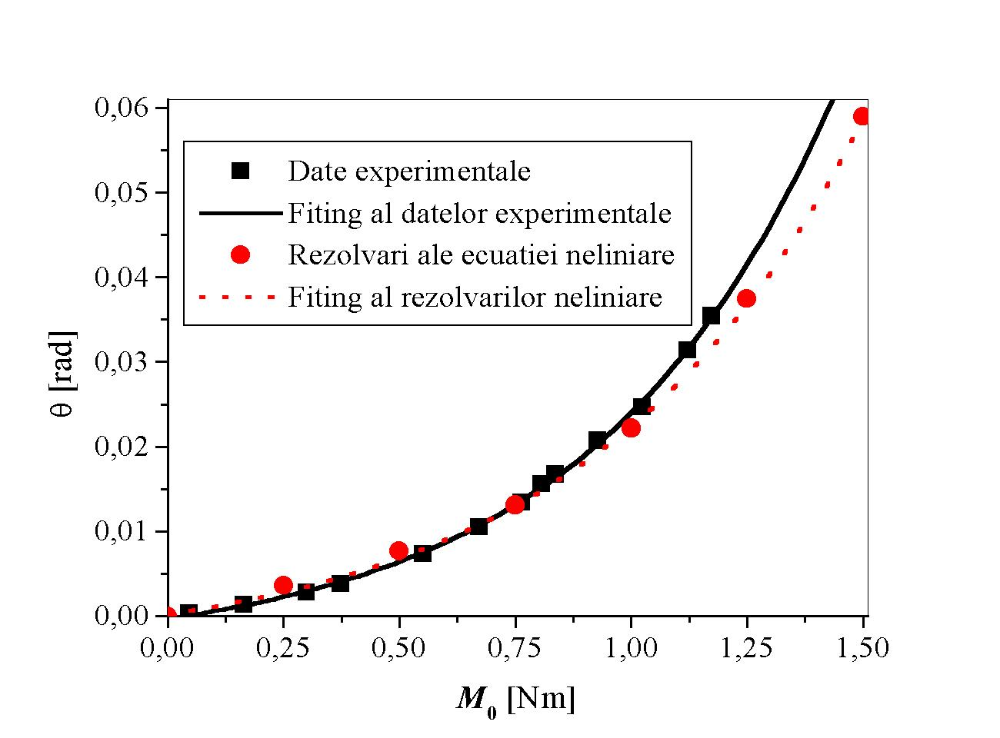 0,06
0,05
0,04
0,03
0,02
0,01
0,00
θ [rad]
Date experimentale
Fiting al datelor experimentale
Rezolvari ale ecuatiei neliniare
Fiting al rezolvarilor neliniare
0,00 0,25 0,50 0,75 1,00 1,25 1,50
M₀ [Nm]